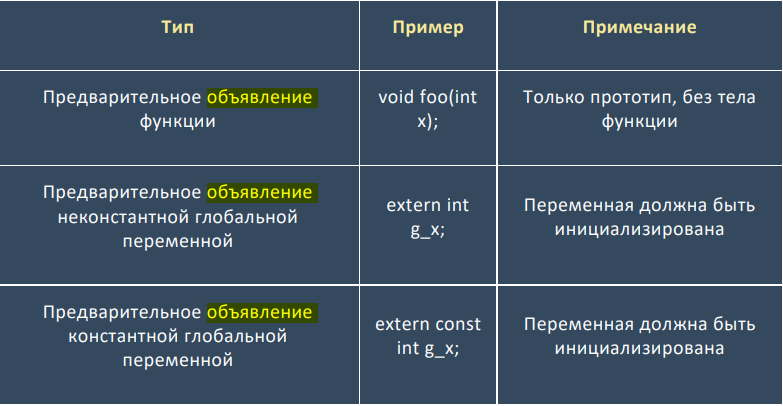 Тип
Пример
Примечание
Предварительное объявление
функции
void foo(int
x);
Только прототип, без тела
функции
Предварительное объявление
неконстантной глобальной
переменной
extern int
g_x;
Переменная должна быть
инициализирована
Предварительное объявление
константной глобальной
переменной
extern const
int g_x;
Переменная должна быть
инициализирована